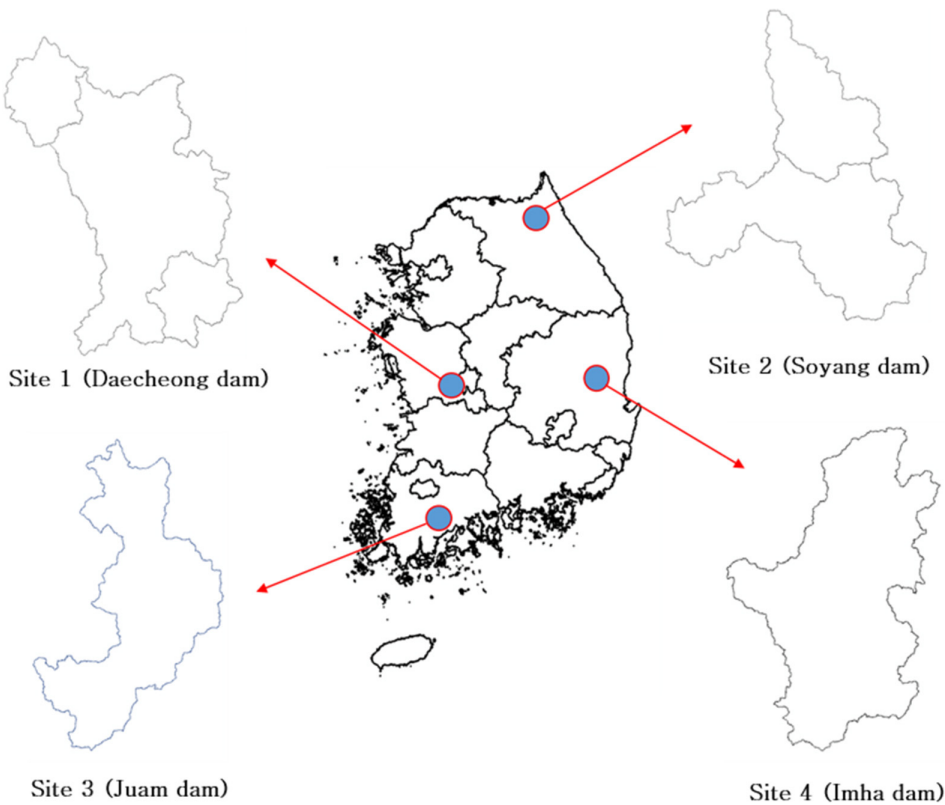 Site 1 (Daecheong dam)
Site 2 (Soyang dam)
Site 3 (Juam dam)
Site 4 (Imha dam)